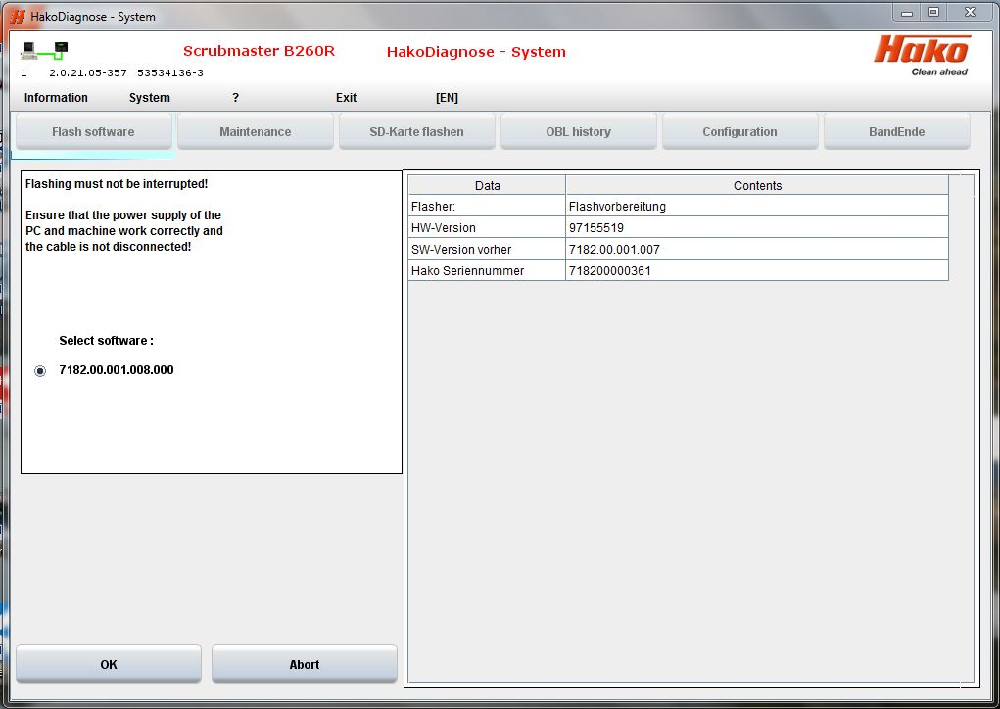 HakoDiagnose - System
Scrubmaster B260R HakoDiagnose - System
Hako
Clean ahead
1 2.0.21.05-357 53534136-3
Information System ? Exit [EN]
Flash software Maintenance SD-Karte flashen OBL history Configuration BandEnde
Flashing must not be interrupted!
Ensure that the power supply of the
PC and machine work correctly and
the cable is not disconnected!
Select software :
7182.00.001.008.000
Data Contents
Flasher: Flashvorbereitung
HW-Version 97155519
SW-Version vorher 7182.00.001.007
Hako Seriennummer 718200000361
OK Abort